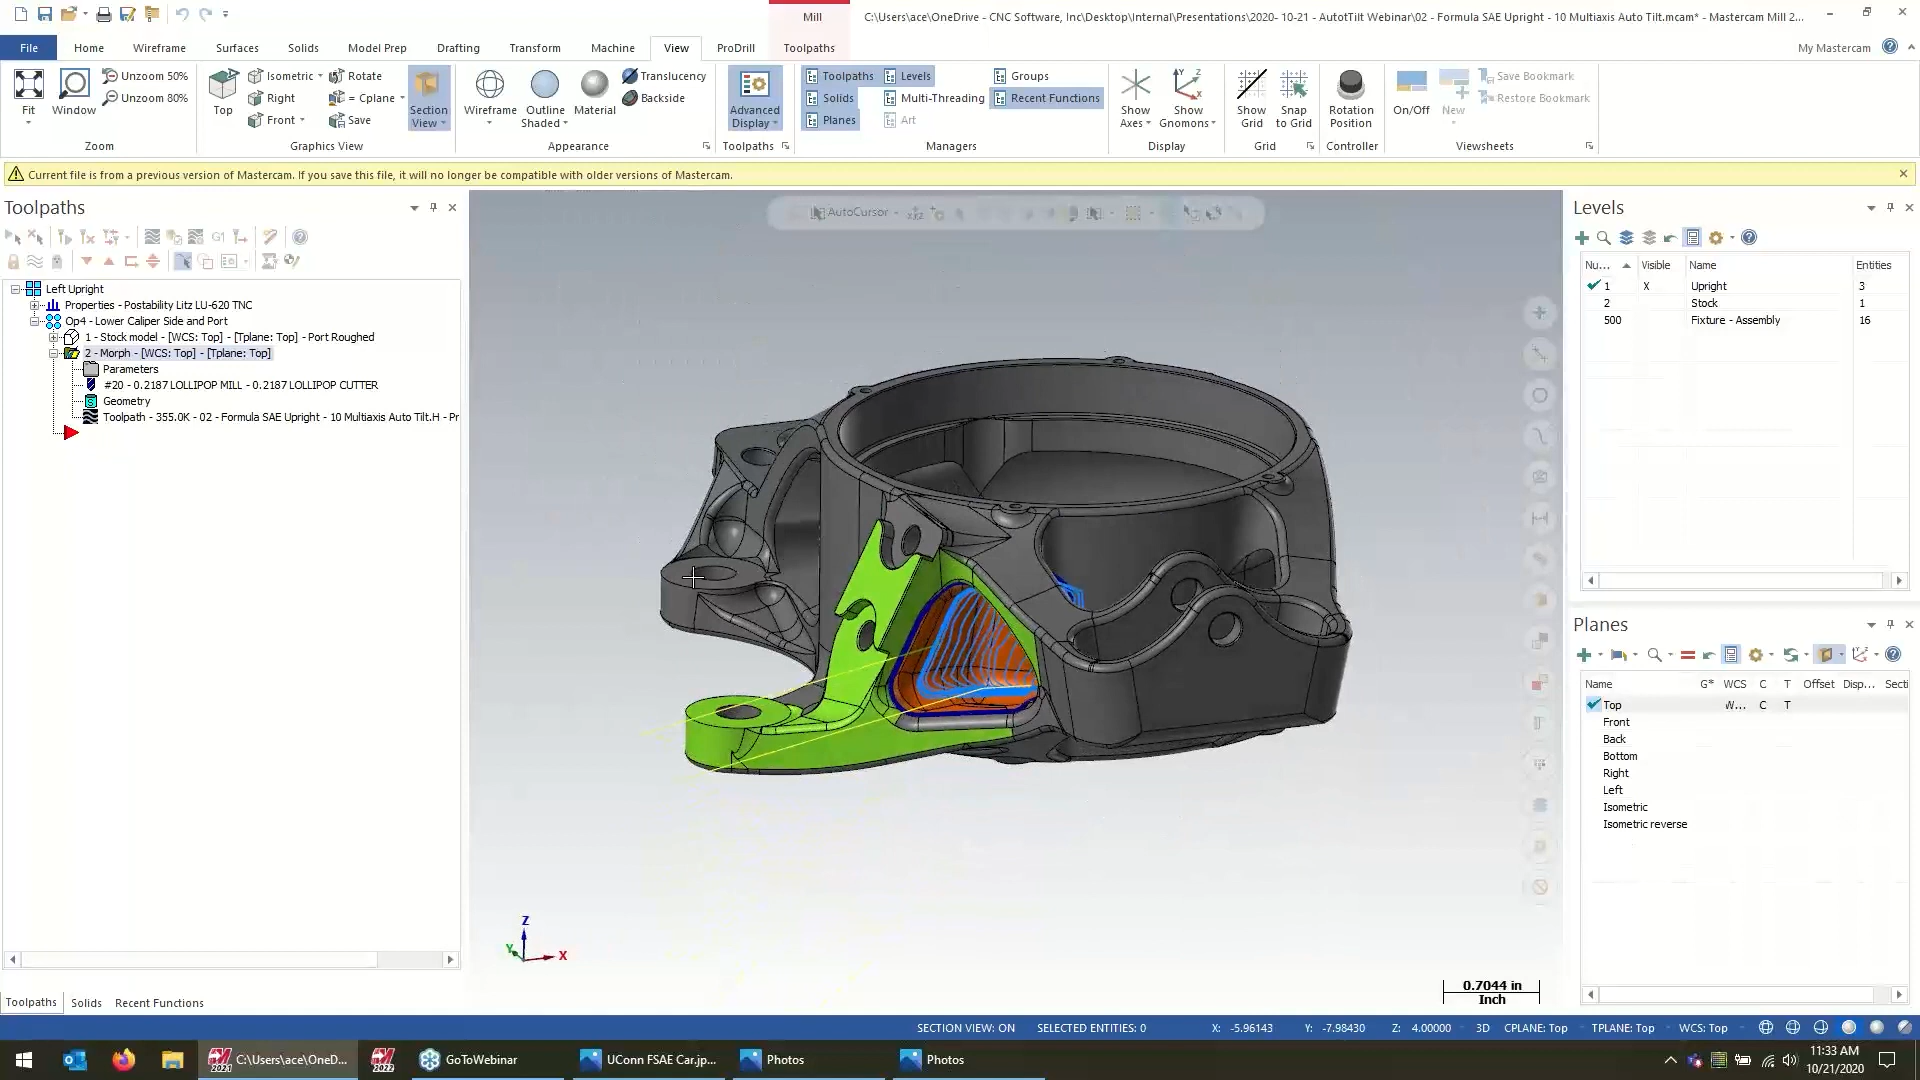 Mill
C:\Users\ace\OneDrive - CNC Software, Inc\Desktop\Internal\Presentations\2020- 10-21 - AutotTilt Webinar\02 - Formula SAE Upright - 10 Multiaxis Auto Tilt.mcam* - Mastercam Mill 2...
File Home Wireframe Surfaces Solids Model Prep Drafting Transform Machine View ProDrill Toolpaths My Mastercam
Unzoom 50% Isometric Rotate Translucency Toolpaths Levels Groups Save Bookmark
Unzoom 80% Right = Cplane Backside Solids Multi-Threading Recent Functions Restore Bookmark
Fit Window Top Front Save Section View Wireframe Outline Shaded Material Advanced Display Planes Art Show Axes Show Gnomons Show Grid Snap to Grid Rotation Position On/Off New
Zoom Graphics View Appearance Toolpaths Managers Display Grid Controller Viewsheets
Current file is from a previous version of Mastercam. If you save this file, it will no longer be compatible with older versions of Mastercam.
Toolpaths
G1
Left Upright
Properties - Postability Litz LU-620 TNC
Op4 - Lower Caliper Side and Port
1 - Stock model - [WCS: Top] - [Tplane: Top] - Port Roughed
2 - Morph - [WCS: Top] - [Tplane: Top]
Parameters
#20 - 0.2187 LOLLIPOP MILL - 0.2187 LOLLIPOP CUTTER
Geometry
Toolpath - 355.0K - 02 - Formula SAE Upright - 10 Multiaxis Auto Tilt.H - Pr
Toolpaths Solids Recent Functions
AutoCursor
Z
Y
X
0.7044 in
Inch
Levels
Nu... Visible Name Entities
1 X Upright 3
2 Stock 1
500 Fixture - Assembly 16
Planes
Name G* WCS C T Offset Disp... Secti
Top W... C T
Front
Back
Bottom
Right
Left
Isometric
Isometric reverse
SECTION VIEW: ON SELECTED ENTITIES: 0 X: -5.96143 Y: -7.98430 Z: 4.00000 3D CPLANE: Top TPLANE: Top WCS: Top
2021 C:\Users\ace\OneD... 2022 GoToWebinar UConn FSAE Car.jp... Photos Photos
11:33 AM
10/21/2020